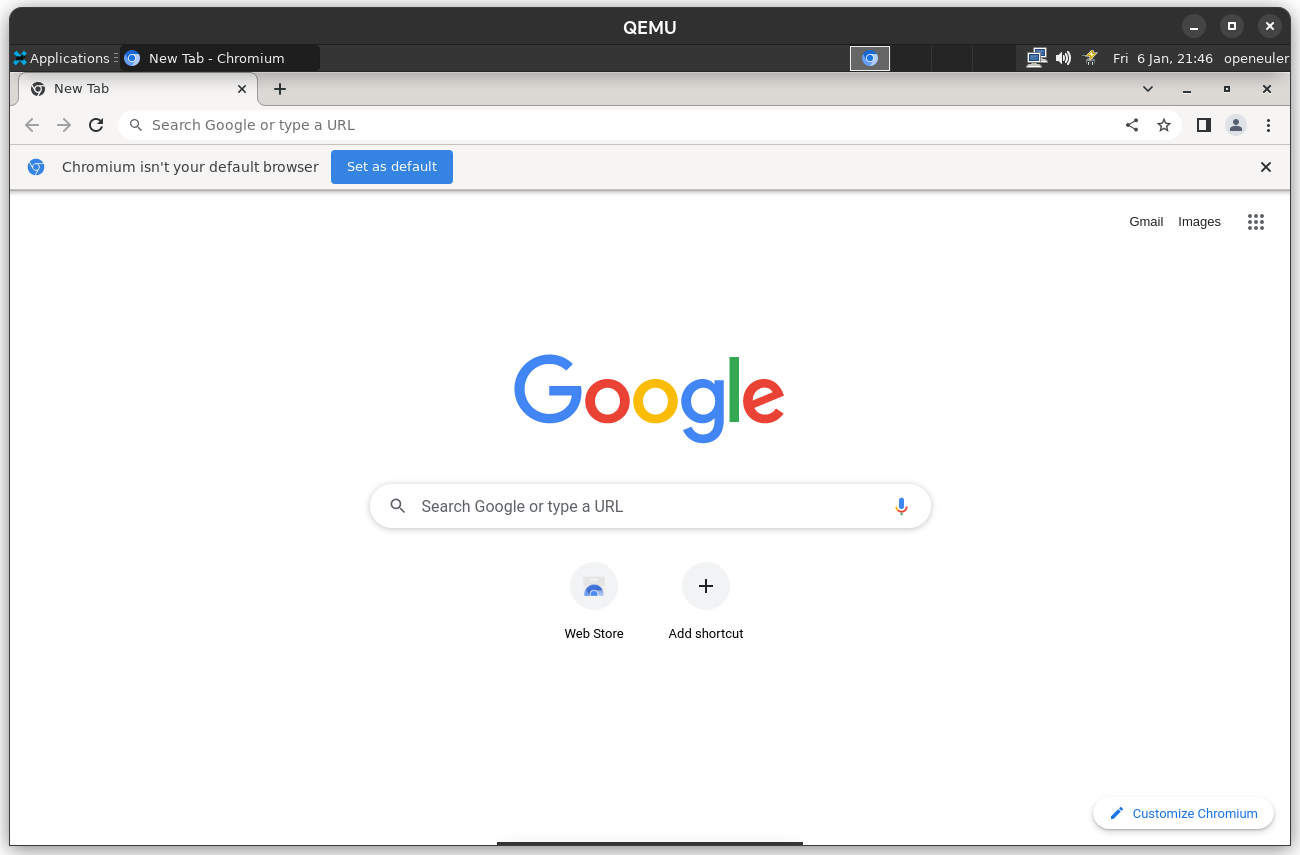 QEMU
Applications New Tab - Chromium Fri 6 Jan, 21:46 openeuler
New Tab
Search Google or type a URL
Chromium isn't your default browser Set as default
Gmail Images
Google
Search Google or type a URL
Web Store Add shortcut
Customize Chromium